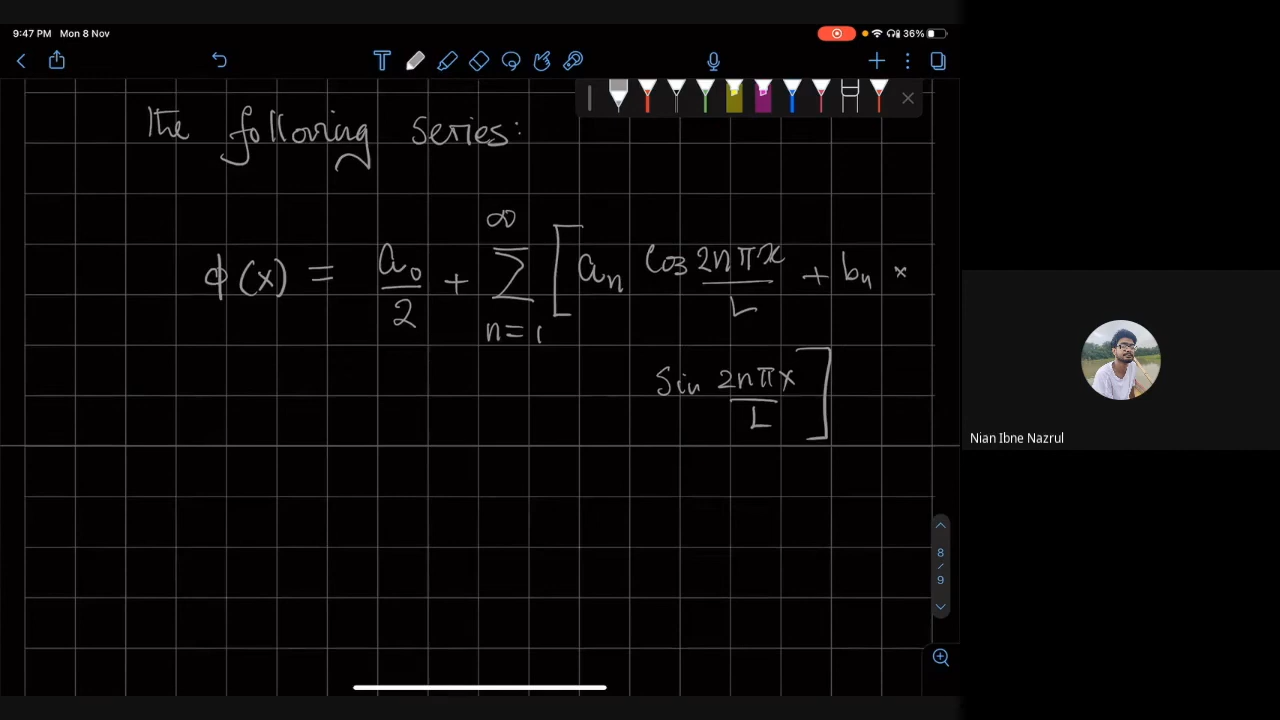 9:47 PM Mon 8 Nov
36%
T
the following series:
ϕ(x) = a₀/2 + ∑_{n=1}^{∞} [aₙ Cos 2nπx/L + bₙ ×
Sin 2nπx/L]
Nian Ibne Nazrul
8
/
9